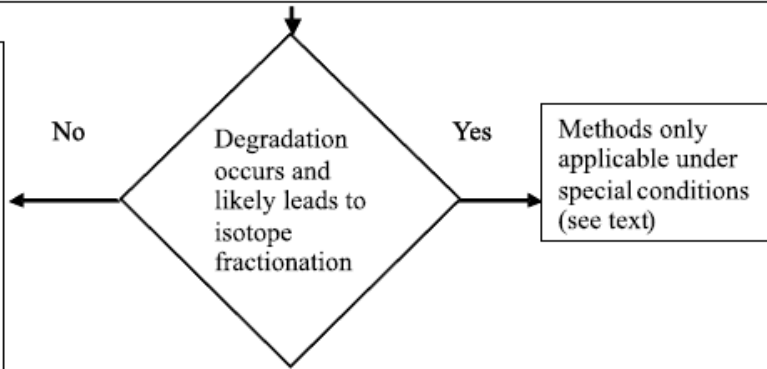 No
Degradation
occurs and
likely leads to
isotope
fractionation
Yes
Methods only
applicable under
special conditions
(see text)